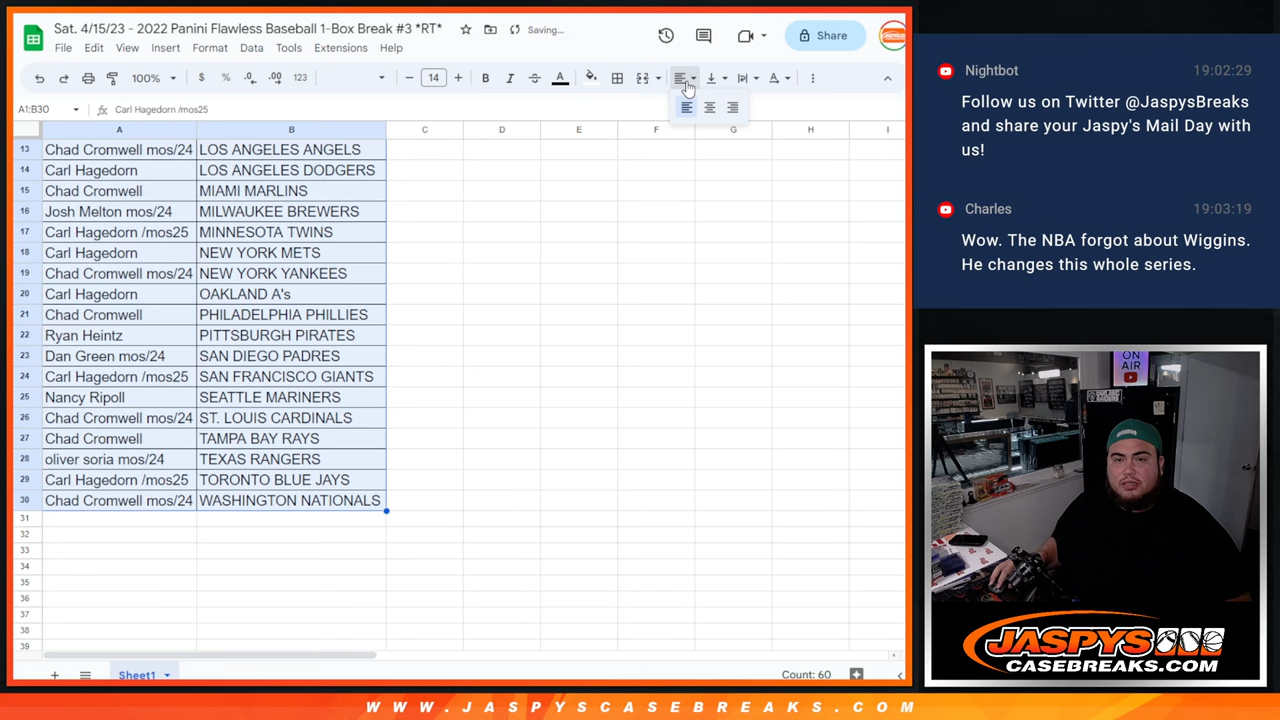 Sat. 4/15/23 - 2022 Panini Flawless Baseball 1-Box Break #3 *RT*
Saving...
File Edit View Insert Format Data Tools Extensions Help
Share
100%
$ % .0 .00 123
14
B I A
A1:B30
fx Carl Hagedorn /mos25
A B C D E F G H I
13 Chad Cromwell mos/24 LOS ANGELES ANGELS
14 Carl Hagedorn LOS ANGELES DODGERS
15 Chad Cromwell MIAMI MARLINS
16 Josh Melton mos/24 MILWAUKEE BREWERS
17 Carl Hagedorn /mos25 MINNESOTA TWINS
18 Carl Hagedorn NEW YORK METS
19 Chad Cromwell mos/24 NEW YORK YANKEES
20 Carl Hagedorn OAKLAND A's
21 Chad Cromwell PHILADELPHIA PHILLIES
22 Ryan Heintz PITTSBURGH PIRATES
23 Dan Green mos/24 SAN DIEGO PADRES
24 Carl Hagedorn /mos25 SAN FRANCISCO GIANTS
25 Nancy Ripoll SEATTLE MARINERS
26 Chad Cromwell mos/24 ST. LOUIS CARDINALS
27 Chad Cromwell TAMPA BAY RAYS
28 oliver soria mos/24 TEXAS RANGERS
29 Carl Hagedorn /mos25 TORONTO BLUE JAYS
30 Chad Cromwell mos/24 WASHINGTON NATIONALS
31
32
33
34
35
36
37
38
39
Sheet1
Count: 60
Nightbot 19:02:29
Follow us on Twitter @JaspysBreaks
and share your Jaspy's Mail Day with
us!
Charles 19:03:19
Wow. The NBA forgot about Wiggins.
He changes this whole series.
ON
AIR
JASPYS
CASEBREAKS.COM
WWW.JASPYSCASEBREAKS.COM